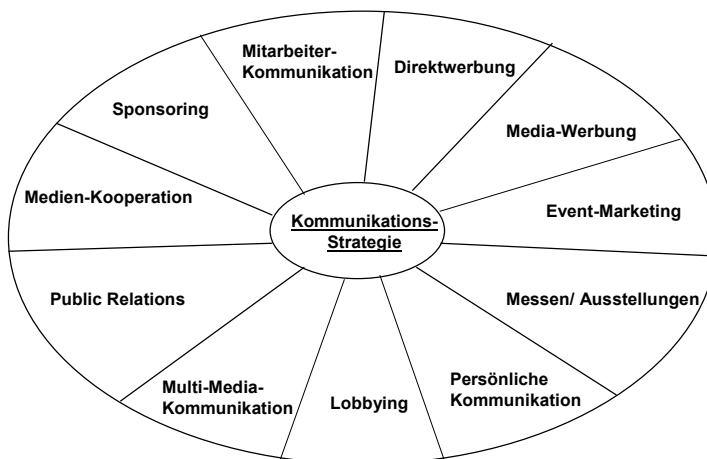 Mitarbeiter-
Kommunikation
Direktwerbung
Sponsoring
Media-Werbung
Medien-Kooperation
Event-Marketing
Kommunikations-
Strategie
Public Relations
Messen/ Ausstellungen
Multi-Media-
Kommunikation
Lobbying
Persönliche
Kommunikation